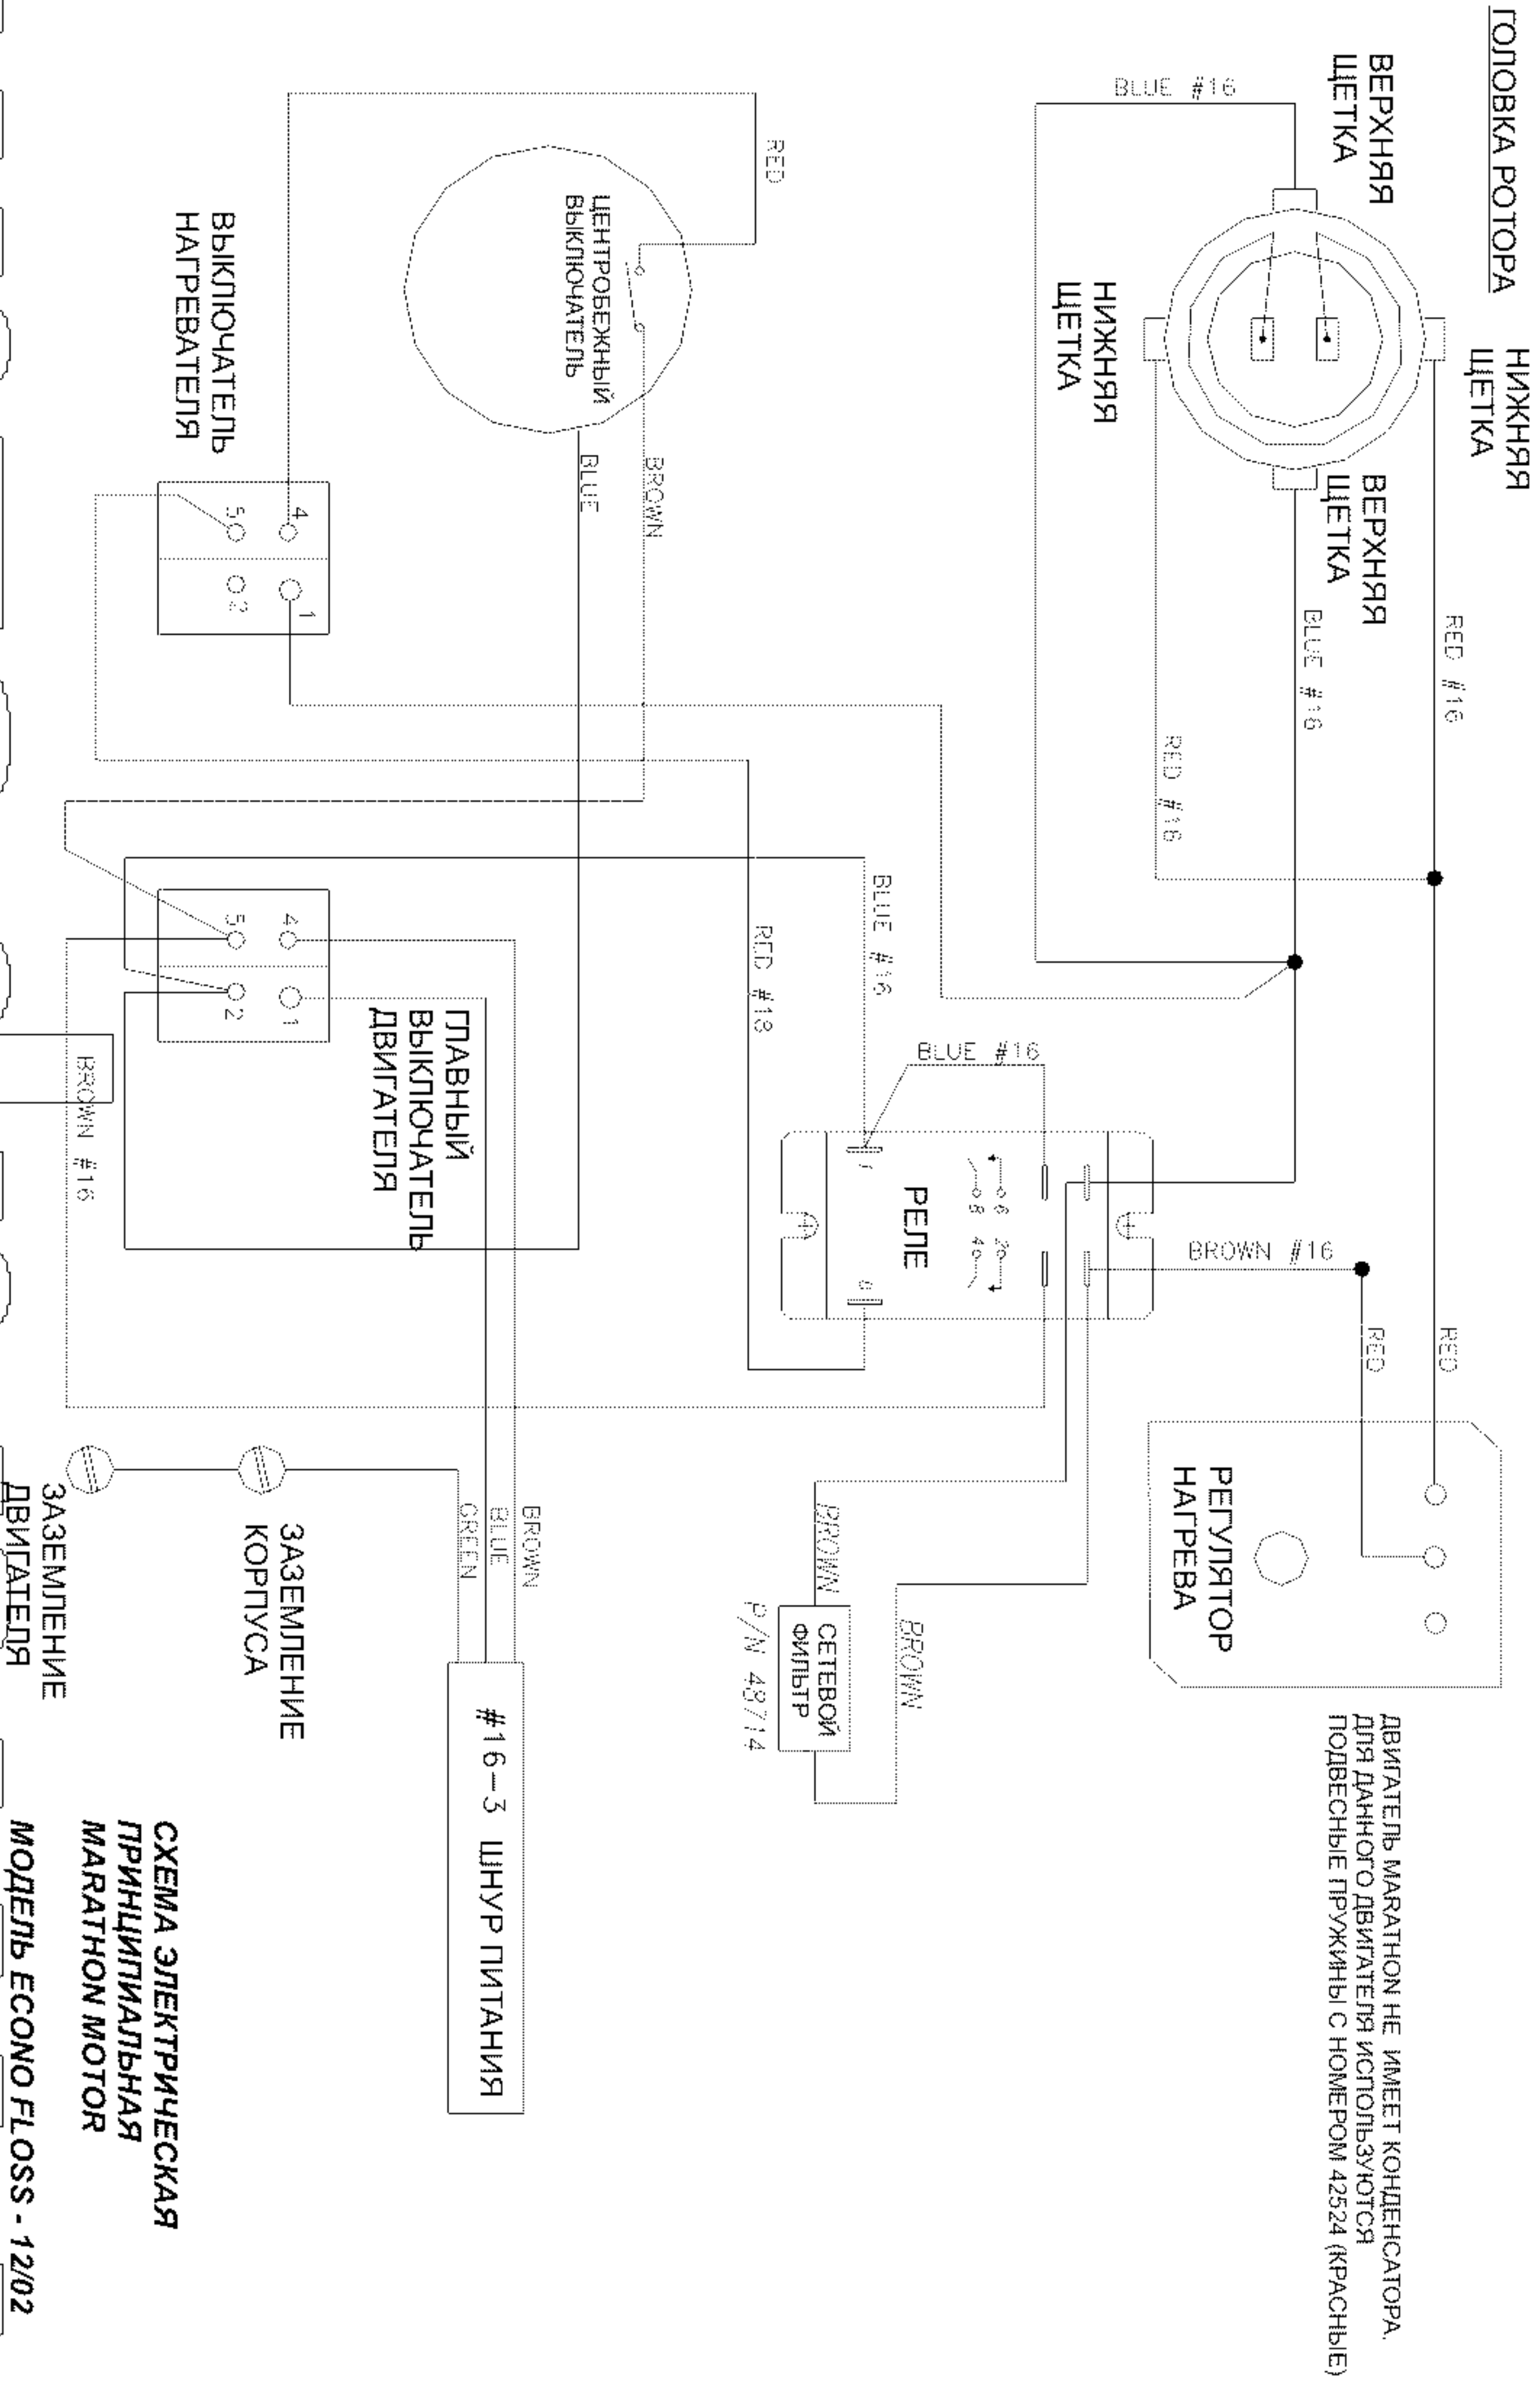 ГОЛОВКА РОТОРА
ВЕРХНЯЯ
ЩЕТКА
BLUE #16
НИЖНЯЯ
ЩЕТКА
НИЖНЯЯ
ЩЕТКА
ВЕРХНЯЯ
ЩЕТКА
RED #16
BLUE #16
RED #16
RED
ЦЕНТРОБЕЖНЫЙ
ВЫКЛЮЧАТЕЛЬ
BROWN
BLUE
ВЫКЛЮЧАТЕЛЬ
НАГРЕВАТЕЛЯ
4
5
1
2
BLUE #16
RED #18
BLUE #16
4
5
1
2
ГЛАВНЫЙ
ВЫКЛЮЧАТЕЛЬ
ДВИГАТЕЛЯ
BROWN #16
РЕЛЕ
6 2
8 4
BROWN #16
RED
RED
РЕГУЛЯТОР
НАГРЕВА
BROWN
BROWN
СЕТЕВОЙ
ФИЛЬТР
P/N 48714
BROWN
BLUE
GREEN
#16-3 ШНУР ПИТАНИЯ
ЗАЗЕМЛЕНИЕ
КОРПУСА
ЗАЗЕМЛЕНИЕ
ДВИГАТЕЛЯ
ДВИГАТЕЛЬ MARATHON НЕ ИМЕЕТ КОНДЕНСАТОРА.
ДЛЯ ДАННОГО ДВИГАТЕЛЯ ИСПОЛЬЗУЮТСЯ
ПОДВЕСНЫЕ ПРУЖИНЫ С НОМЕРОМ 42524 (КРАСНЫЕ)
СХЕМА ЭЛЕКТРИЧЕСКАЯ
ПРИНЦИПИАЛЬНАЯ
MARATHON MOTOR
МОДЕЛЬ ECONO FLOSS - 12/02